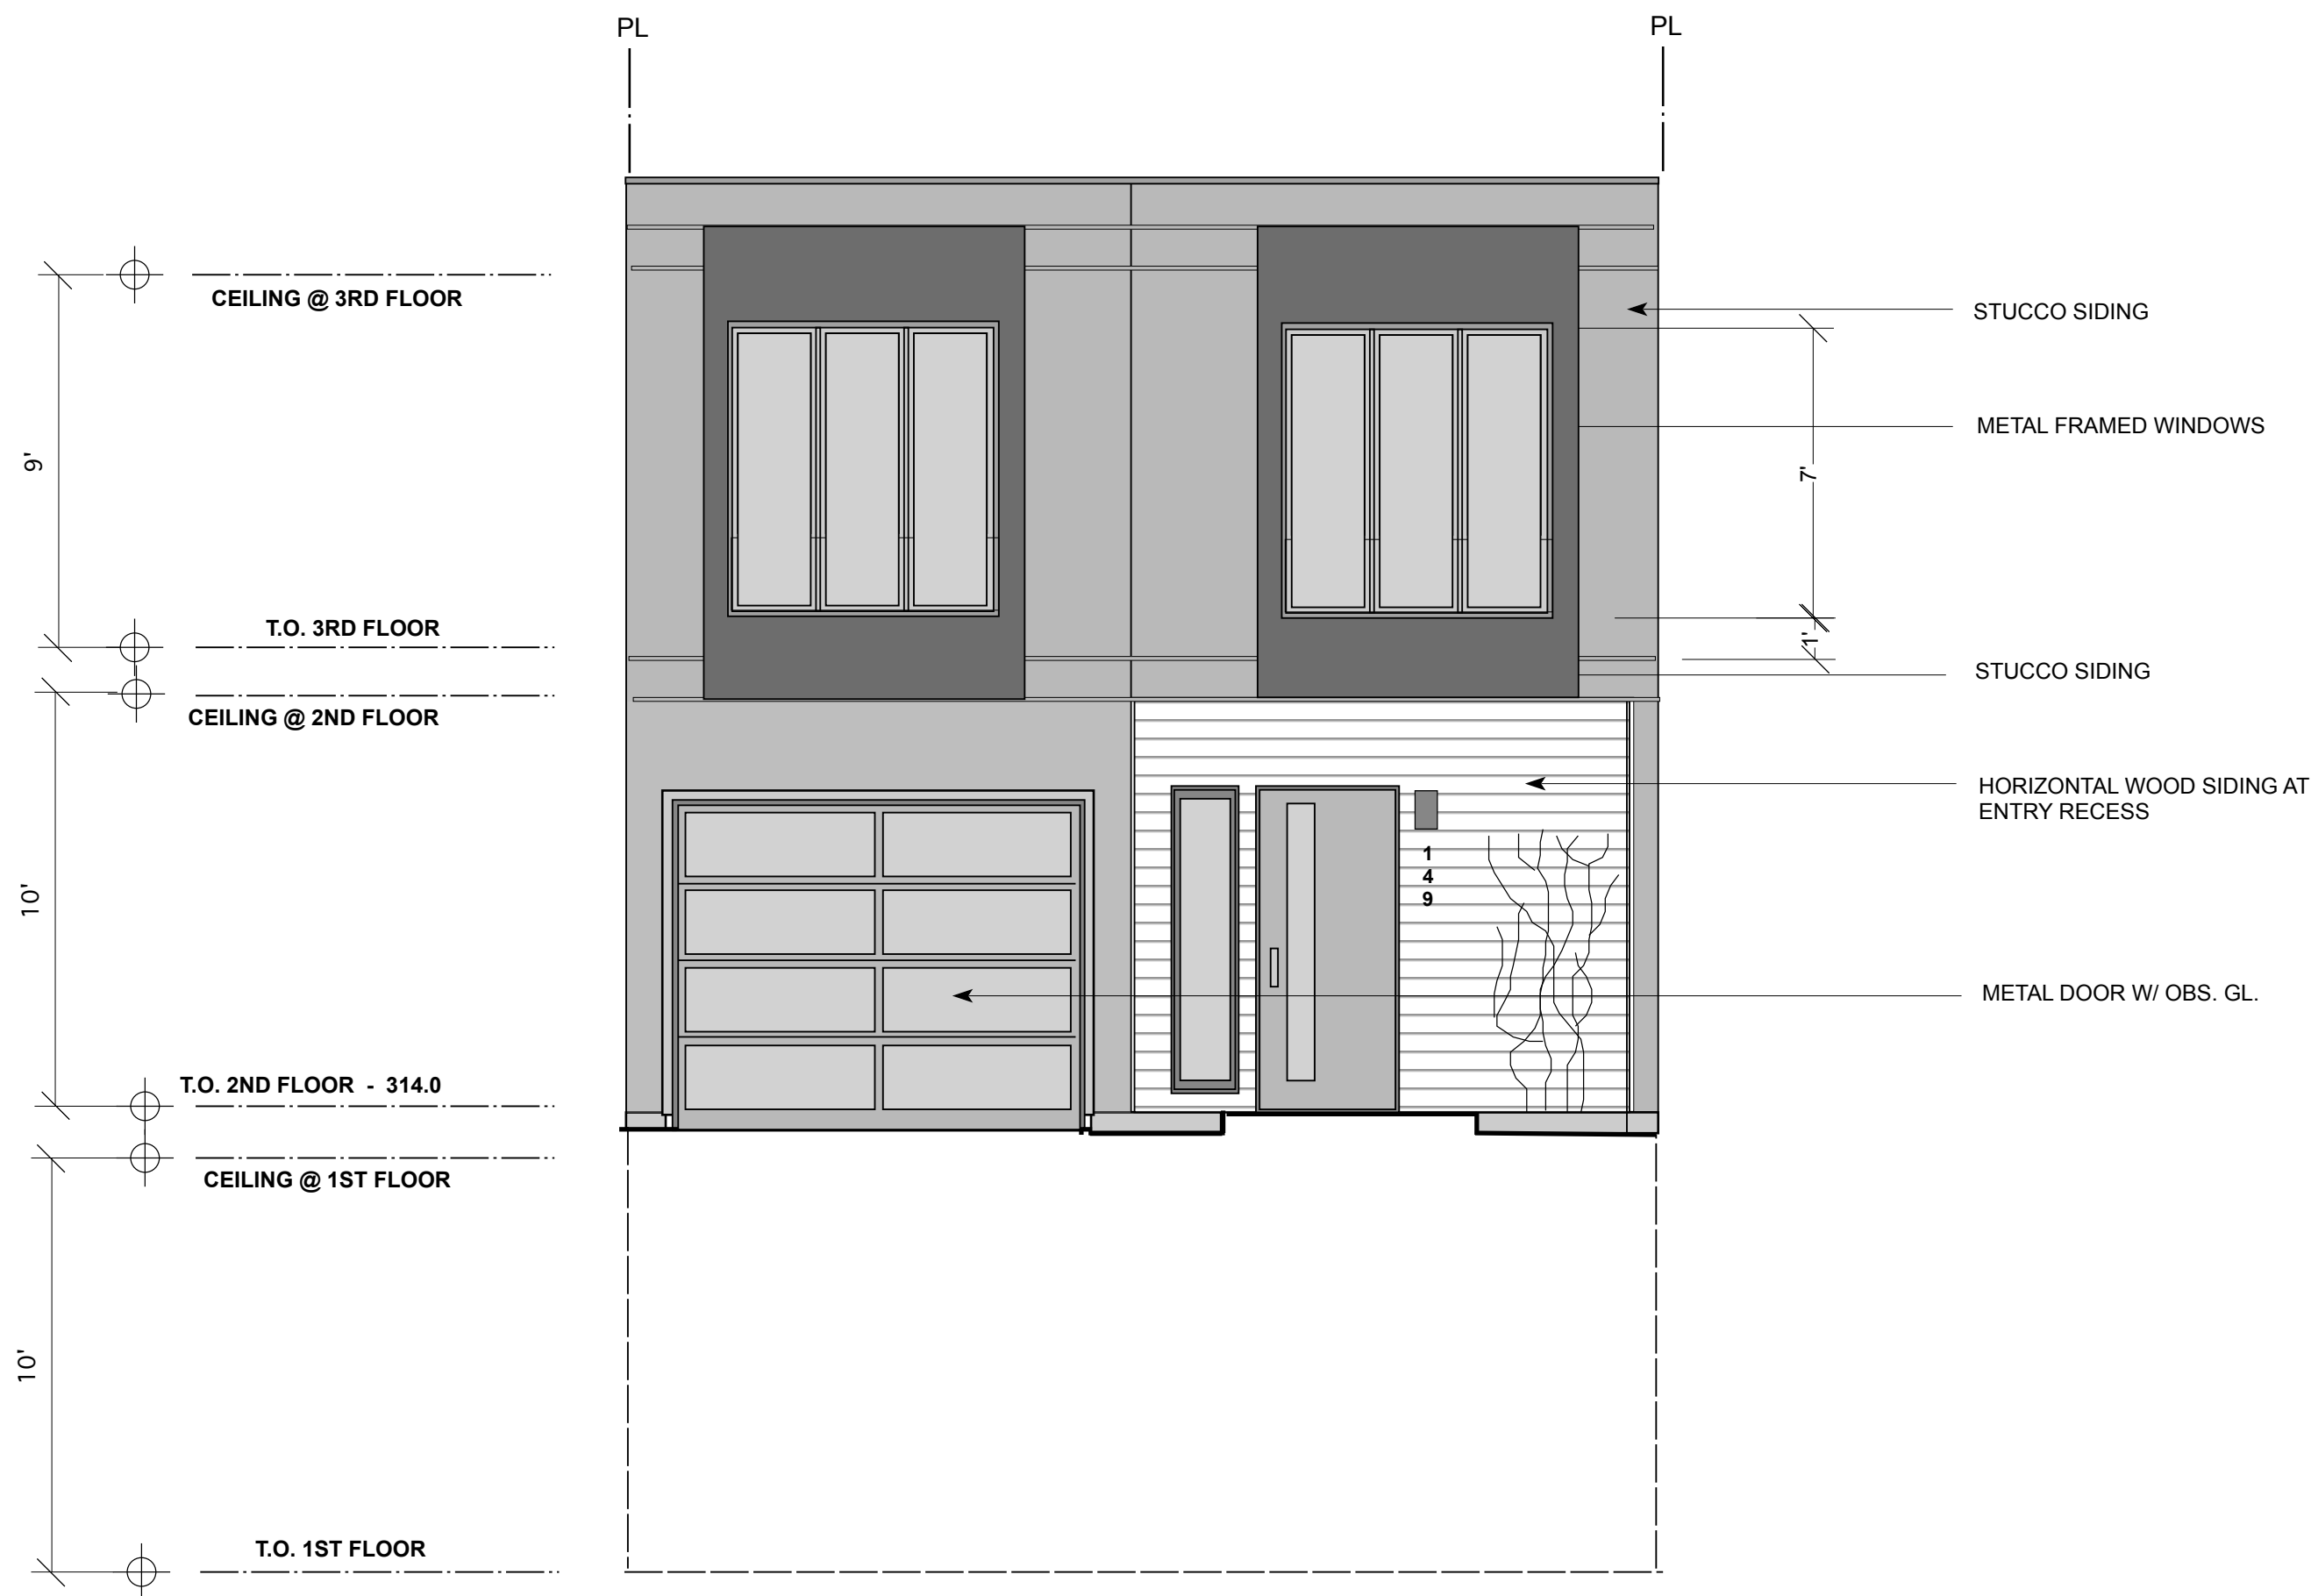 PL
PL
CEILING @ 3RD FLOOR
STUCCO SIDING
METAL FRAMED WINDOWS
9'
7'
T.O. 3RD FLOOR
1'
STUCCO SIDING
CEILING @ 2ND FLOOR
HORIZONTAL WOOD SIDING AT
ENTRY RECESS
1
4
9
10'
METAL DOOR W/ OBS. GL.
T.O. 2ND FLOOR - 314.0
CEILING @ 1ST FLOOR
10'
T.O. 1ST FLOOR